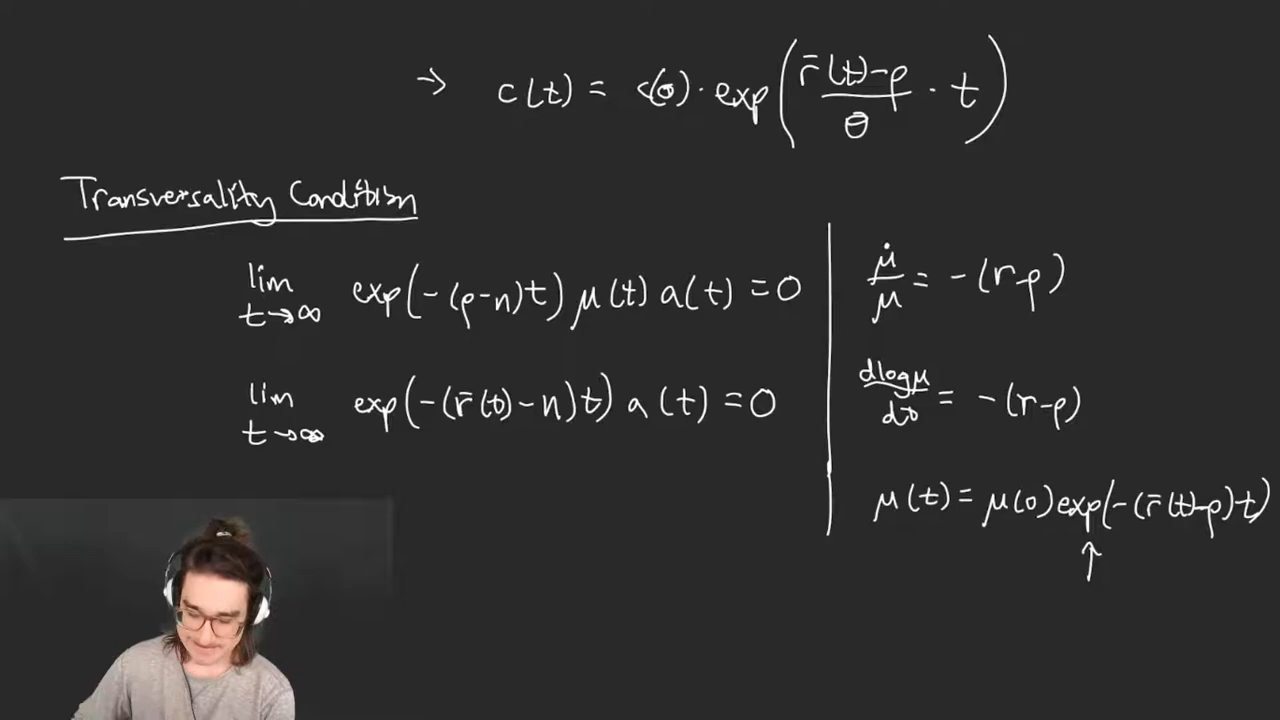 → c(t) = c(0) · exp((r̄(t)-ρ)/θ · t)
Transversality Condition
lim t→∞ exp(-(ρ-n)t) μ(t) a(t) = 0
lim t→∞ exp(-(r̄(t)-n)t) a(t) = 0
μ̇/μ = -(r-ρ)
dlogμ/dt = -(r-ρ)
μ(t) = μ(0) exp(-(r̄(t)-ρ)t)
↑